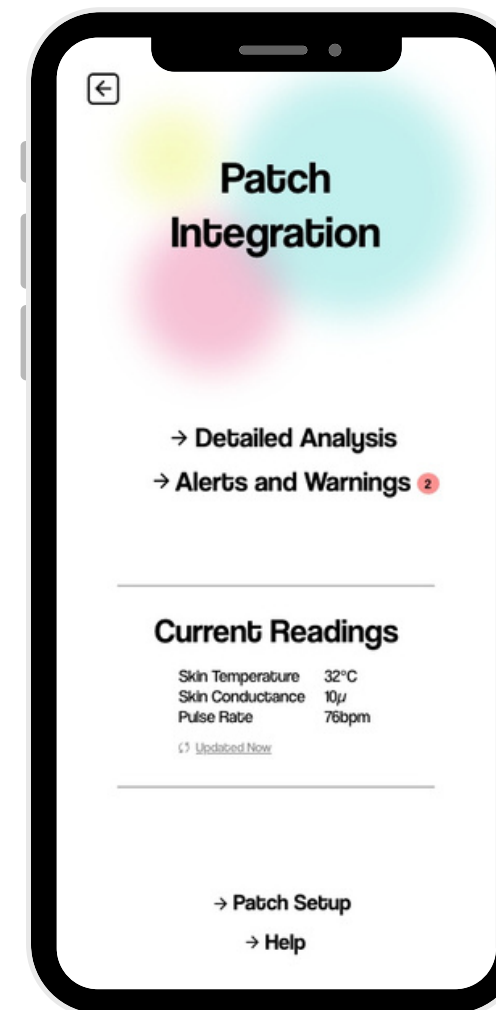 Patch
Integration
→ Detailed Analysis
→ Alerts and Warnings 2
Current Readings
Skin Temperature 32°C
Skin Conductance 10μ
Pulse Rate 76bpm
Updated Now
→ Patch Setup
→ Help